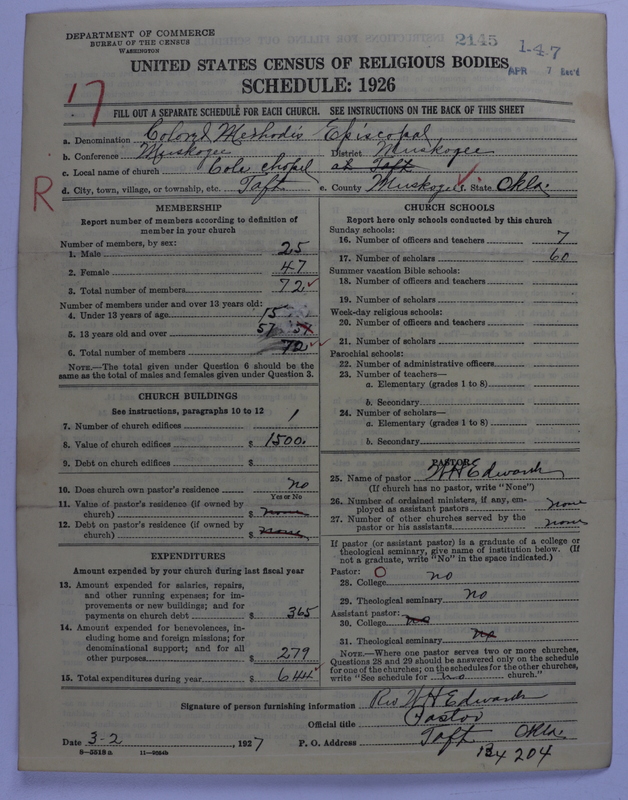 DEPARTMENT OF COMMERCE
BUREAU OF THE CENSUS
WASHINGTON
2145 1-47
APR 7 Rec'd
UNITED STATES CENSUS OF RELIGIOUS BODIES
SCHEDULE: 1926
17
FILL OUT A SEPARATE SCHEDULE FOR EACH CHURCH. SEE INSTRUCTIONS ON THE BACK OF THIS SHEET
a. Denomination Colored Methodis Episcopal
b. Conference Muskogee District Muskogee
c. Local name of church Cole chapel at Taft
R
d. City, town, village, or township, etc. Taft e. County Muskogee f. State Okla.
MEMBERSHIP
Report number of members according to definition of member in your church
Number of members, by sex:
1. Male 25
2. Female 47
3. Total number of members 72
Number of members under and over 13 years old:
4. Under 13 years of age 15
5. 13 years old and over 57 57
6. Total number of members 72
NOTE.—The total given under Question 6 should be the same as the total of males and females given under Question 3.
CHURCH BUILDINGS
See instructions, paragraphs 10 to 12
7. Number of church edifices 1
8. Value of church edifices $ 1500.
9. Debt on church edifices $
10. Does church own pastor's residence no
Yes or No
11. Value of pastor's residence (if owned by church) $ none
12. Debt on pastor's residence (if owned by church) $ none
EXPENDITURES
Amount expended by your church during last fiscal year
13. Amount expended for salaries, repairs, and other running expenses; for improvements or new buildings; and for payments on church debt $ 365
14. Amount expended for benevolences, including home and foreign missions; for denominational support; and for all other purposes $ 279
15. Total expenditures during year $ 644
CHURCH SCHOOLS
Report here only schools conducted by this church
Sunday schools:
16. Number of officers and teachers 7
17. Number of scholars 60
Summer vacation Bible schools:
18. Number of officers and teachers
19. Number of scholars
Week-day religious schools:
20. Number of officers and teachers
21. Number of scholars
Parochial schools:
22. Number of administrative officers
23. Number of teachers—
a. Elementary (grades 1 to 8)
b. Secondary
24. Number of scholars—
a. Elementary (grades 1 to 8)
b. Secondary
PASTOR
25. Name of pastor W H Edwards
(If church has no pastor, write "None")
26. Number of ordained ministers, if any, employed as assistant pastors none
27. Number of other churches served by the pastor or his assistants none
If pastor (or assistant pastor) is a graduate of a college or theological seminary, give name of institution below. (If not a graduate, write "No" in the space indicated.)
Pastor:
28. College no
29. Theological seminary no
Assistant pastor:
30. College no
31. Theological seminary no
NOTE.—Where one pastor serves two or more churches, Questions 28 and 29 should be answered only on the schedule for one of the churches; on the schedules for the other churches, write "See schedule for no church."
Signature of person furnishing information Rev W H Edwards
Official title Pastor
Date 3-2, 1927 P. O. Address Taft Okla
8-5518 a 11-9094b
204